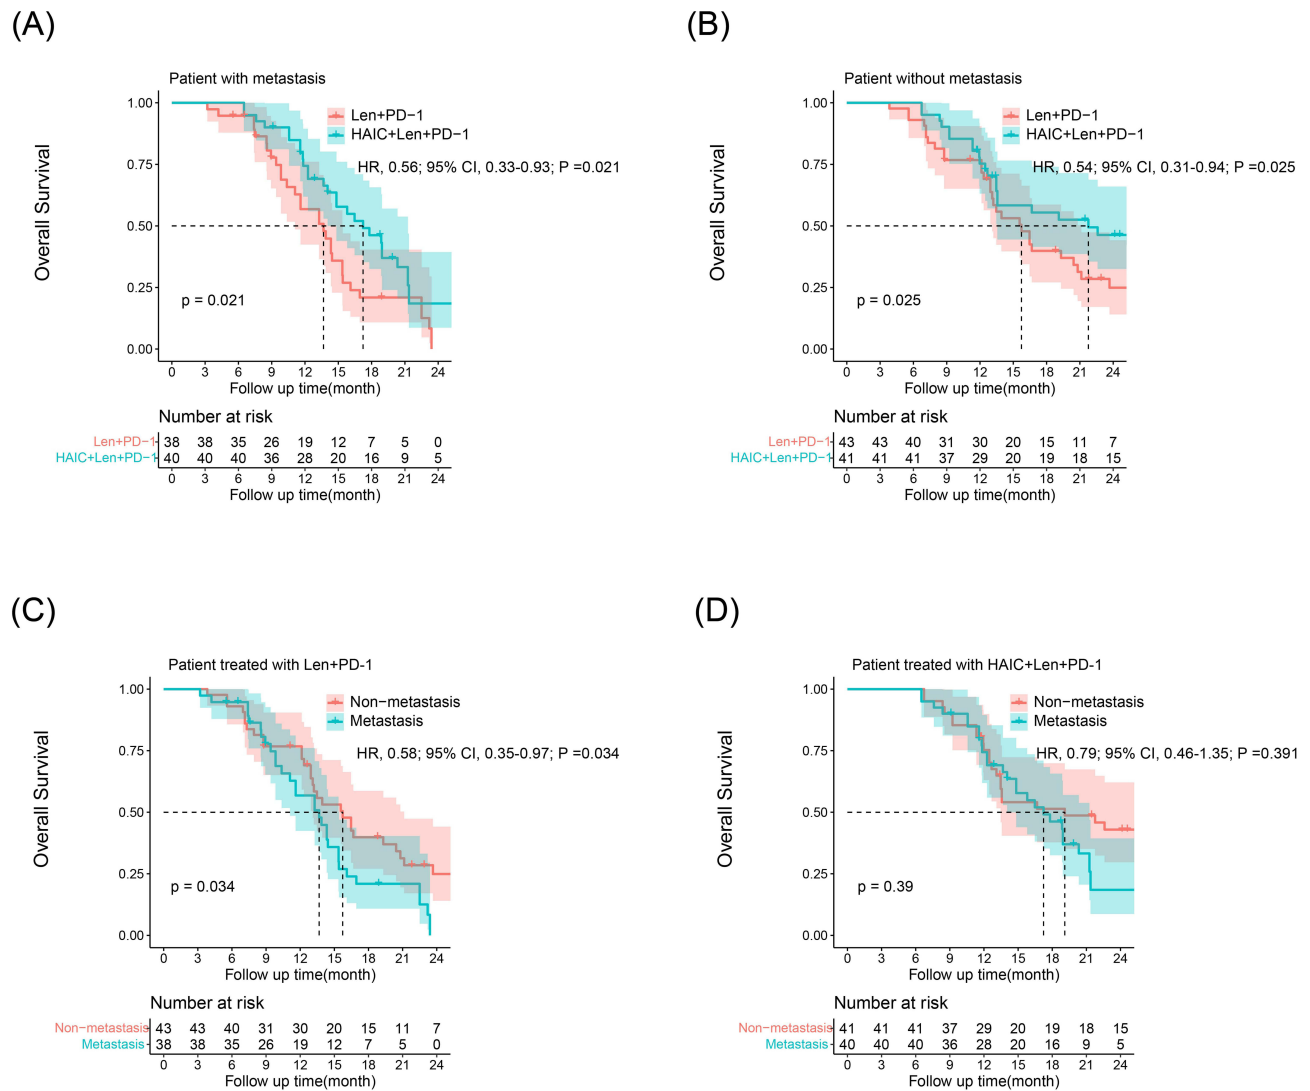 (A)
Patient with metastasis
Len+PD−1
HAIC+Len+PD−1
HR, 0.56; 95% CI, 0.33-0.93; P =0.021
Overall Survival
1.00
0.75
0.50
0.25
0.00
p = 0.021
0 3 6 9 12 15 18 21 24
Follow up time(month)
Number at risk
Len+PD−1 38 38 35 26 19 12 7 5 0
HAIC+Len+PD−1 40 40 40 36 28 20 16 9 5
0 3 6 9 12 15 18 21 24
Follow up time(month)
(B)
Patient without metastasis
Len+PD−1
HAIC+Len+PD−1
HR, 0.54; 95% CI, 0.31-0.94; P =0.025
Overall Survival
1.00
0.75
0.50
0.25
0.00
p = 0.025
0 3 6 9 12 15 18 21 24
Follow up time(month)
Number at risk
Len+PD−1 43 43 40 31 30 20 15 11 7
HAIC+Len+PD−1 41 41 41 37 29 20 19 18 15
0 3 6 9 12 15 18 21 24
Follow up time(month)
(C)
Patient treated with Len+PD-1
Non−metastasis
Metastasis
HR, 0.58; 95% CI, 0.35-0.97; P =0.034
Overall Survival
1.00
0.75
0.50
0.25
0.00
p = 0.034
0 3 6 9 12 15 18 21 24
Follow up time(month)
Number at risk
Non−metastasis 43 43 40 31 30 20 15 11 7
Metastasis 38 38 35 26 19 12 7 5 0
0 3 6 9 12 15 18 21 24
Follow up time(month)
(D)
Patient treated with HAIC+Len+PD-1
Non−metastasis
Metastasis
HR, 0.79; 95% CI, 0.46-1.35; P =0.391
Overall Survival
1.00
0.75
0.50
0.25
0.00
p = 0.39
0 3 6 9 12 15 18 21 24
Follow up time(month)
Number at risk
Non−metastasis 41 41 41 37 29 20 19 18 15
Metastasis 40 40 40 36 28 20 16 9 5
0 3 6 9 12 15 18 21 24
Follow up time(month)